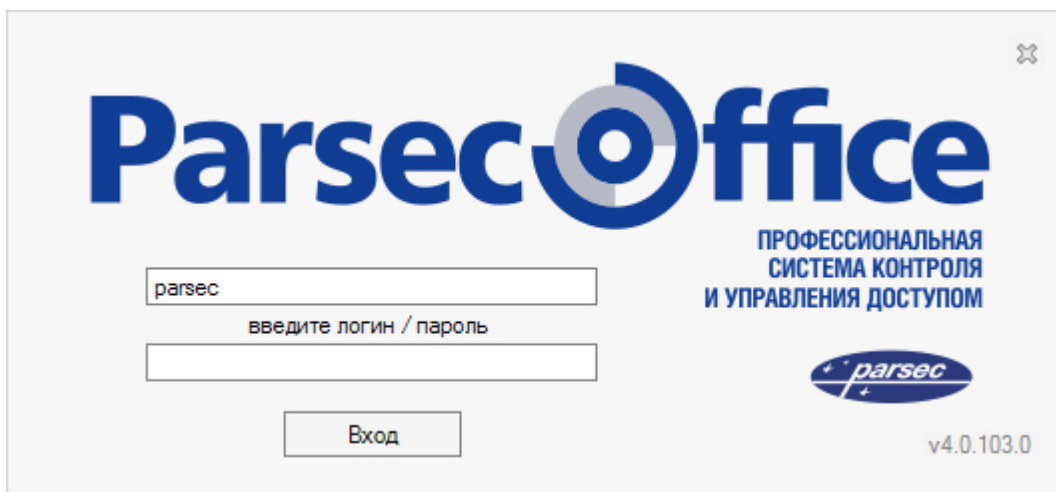 ParsecOffice
ПРОФЕССИОНАЛЬНАЯ
СИСТЕМА КОНТРОЛЯ
И УПРАВЛЕНИЯ ДОСТУПОМ
parsec
введите логин / пароль
parsec
Вход
v4.0.103.0